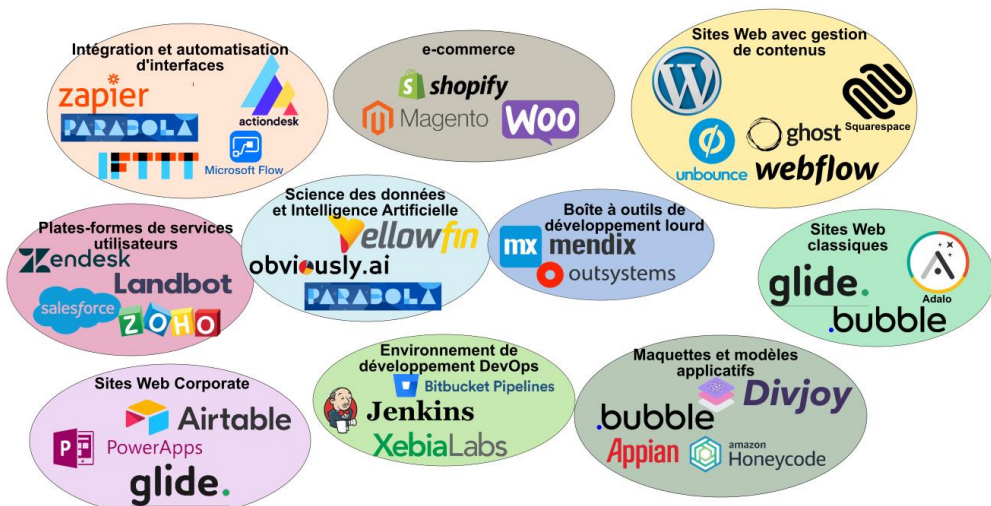 Intégration et automatisation
d'interfaces
zapier
actiondesk
PARABOLA
IFTTT
Microsoft Flow
e-commerce
shopify
Magento
WOO
Sites Web avec gestion
de contenus
W
Squarespace
unbounce
ghost
webflow
Plates-formes de services
utilisateurs
Zendesk
Landbot
salesforce
ZOHO
Science des données
et Intelligence Artificielle
Yellowfin
obviously.ai
PARABOLA
Boîte à outils de
développement lourd
mx mendix
outsystems
Sites Web
classiques
Adalo
glide.
.bubble
Sites Web Corporate
Airtable
P PowerApps
glide.
Environnement de
développement DevOps
Bitbucket Pipelines
Jenkins
XebiaLabs
Maquettes et modèles
applicatifs
Divjoy
.bubble
Appian
amazon
Honeycode